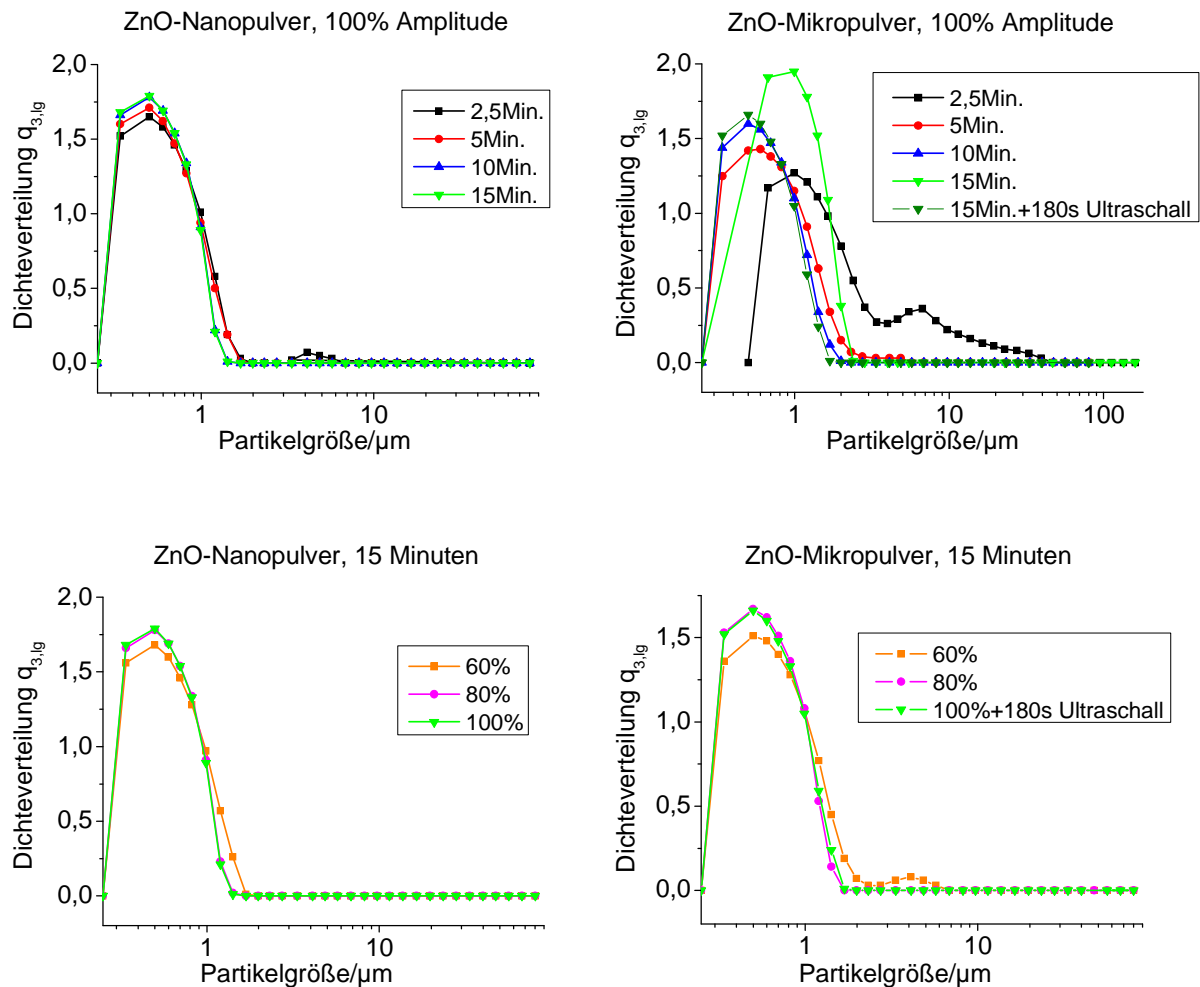 ZnO-Nanopulver, 100% Amplitude
2,0
1,5
1,0
0,5
0,0
Dichteverteilung q3,lg
2,5Min.
5Min.
10Min.
15Min.
1 10
Partikelgröße/µm
ZnO-Mikropulver, 100% Amplitude
2,0
1,5
1,0
0,5
0,0
Dichteverteilung q3,lg
2,5Min.
5Min.
10Min.
15Min.
15Min.+180s Ultraschall
1 10 100
Partikelgröße/µm
ZnO-Nanopulver, 15 Minuten
2,0
1,5
1,0
0,5
0,0
Dichteverteilung q3,lg
60%
80%
100%
1 10
Partikelgröße/µm
ZnO-Mikropulver, 15 Minuten
1,5
1,0
0,5
0,0
Dichteverteilung q3,lg
60%
80%
100%+180s Ultraschall
1 10
Partikelgröße/µm